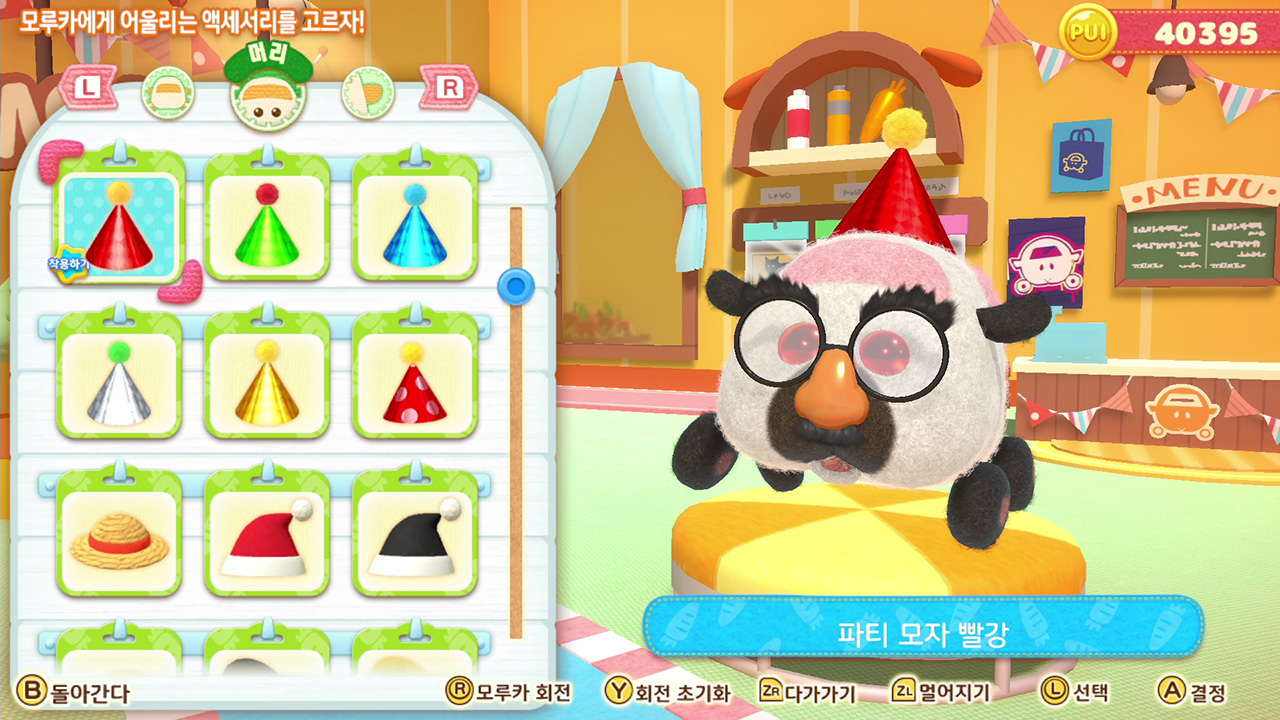 모루카에게 어울리는 액세서리를 고르자!
PUI 40395
머리
L R
MENU
착용하기
파티 모자 빨강
B 돌아간다 R 모루카 회전 Y 회전 초기화 ZR 다가가기 ZL 멀어지기 L 선택 A 결정